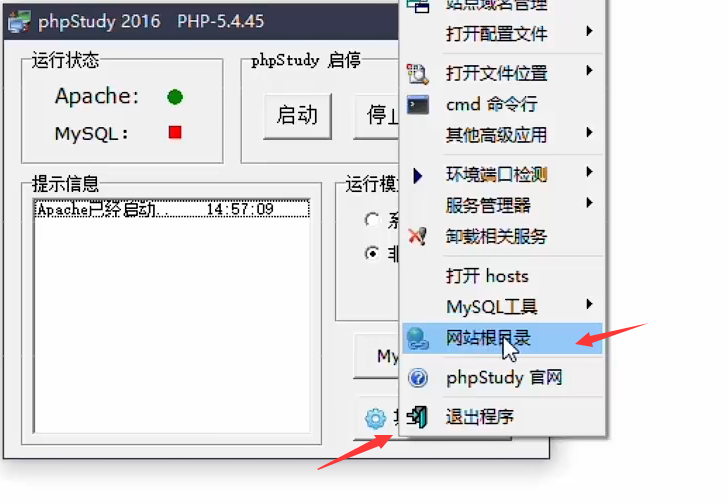 phpStudy 2016 PHP-5.4.45
运行状态
Apache:
MySQL:
phpStudy 启停
启动
停止
提示信息
Apache已经启动.. 14:57:09
运行模
非
My
站点域名管理
打开配置文件
打开文件位置
cmd 命令行
其他高级应用
环境端口检测
服务管理器
卸载相关服务
打开 hosts
MySQL工具
网站根目录
phpStudy 官网
退出程序